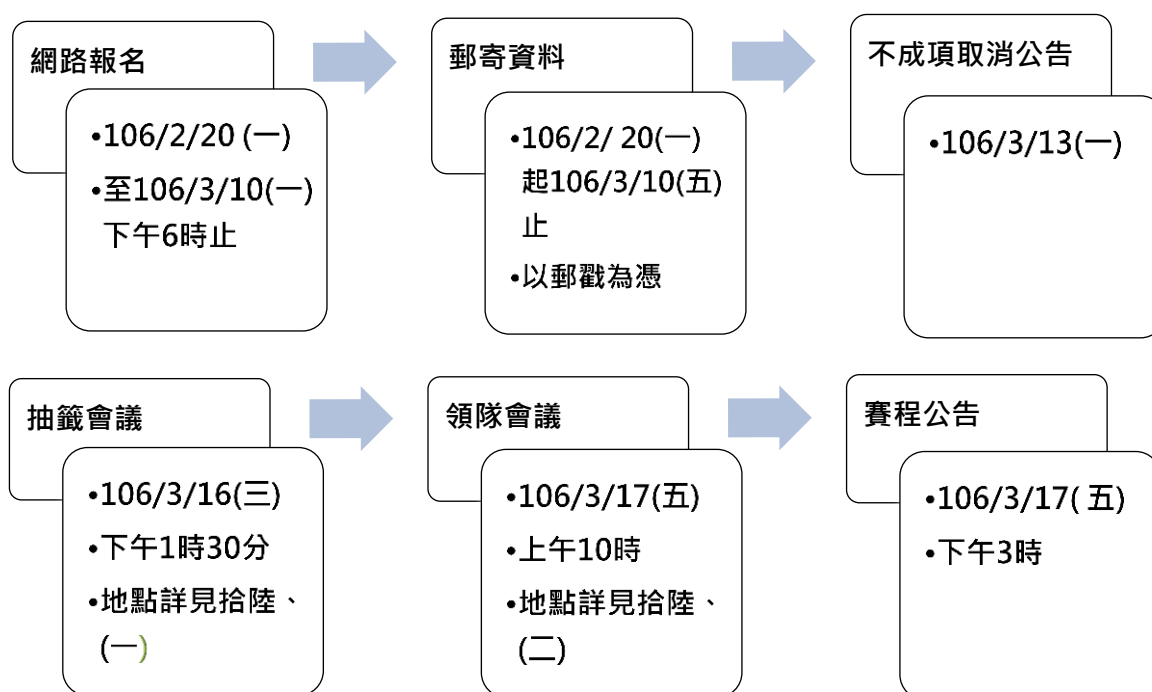 網路報名
•106/2/20 (一)
•至106/3/10(一)
下午6時止
郵寄資料
•106/2/ 20(一)
起106/3/10(五)
止
•以郵戳為憑
不成項取消公告
•106/3/13(一)
抽籤會議
•106/3/16(三)
•下午1時30分
•地點詳見拾陸、
(一)
領隊會議
•106/3/17(五)
•上午10時
•地點詳見拾陸、
(二)
賽程公告
•106/3/17( 五)
•下午3時